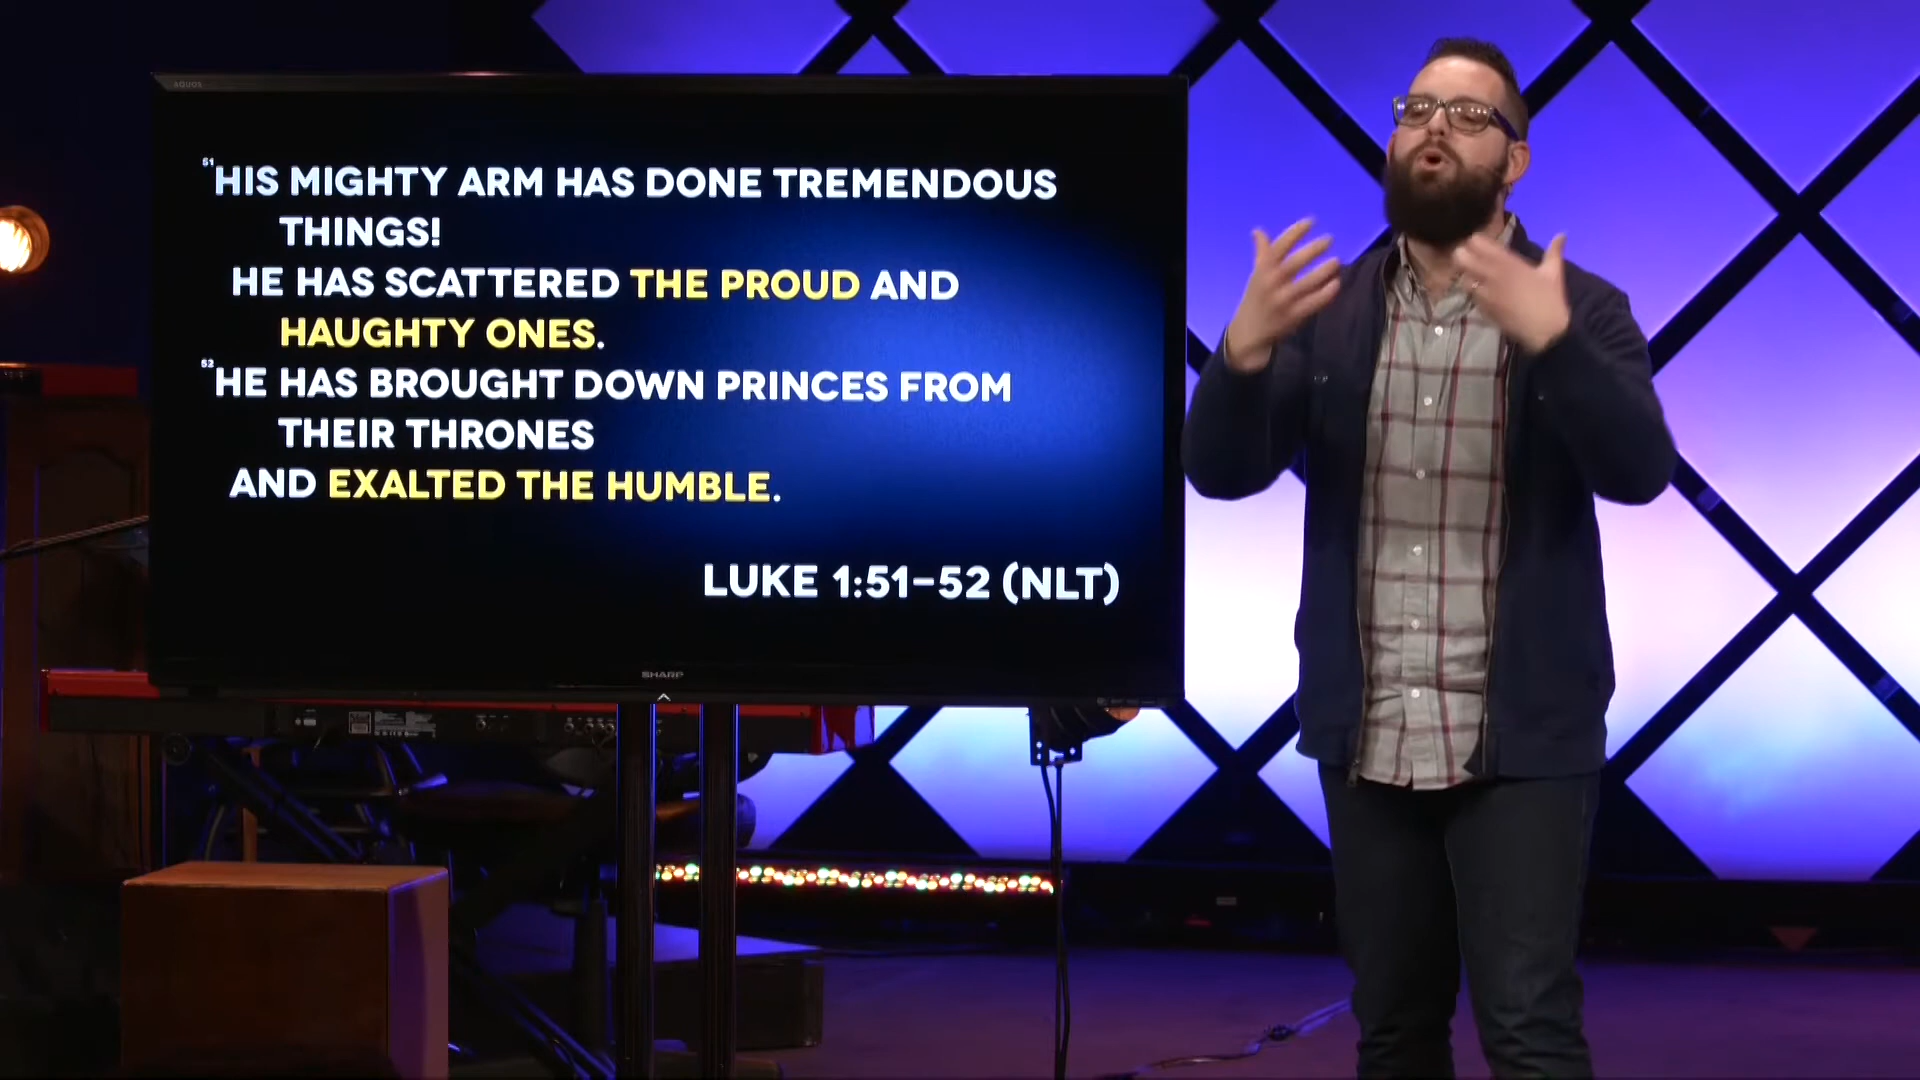 AQUOS
51HIS MIGHTY ARM HAS DONE TREMENDOUS
THINGS!
HE HAS SCATTERED THE PROUD AND
HAUGHTY ONES.
52HE HAS BROUGHT DOWN PRINCES FROM
THEIR THRONES
AND EXALTED THE HUMBLE.
LUKE 1:51-52 (NLT)
SHARP